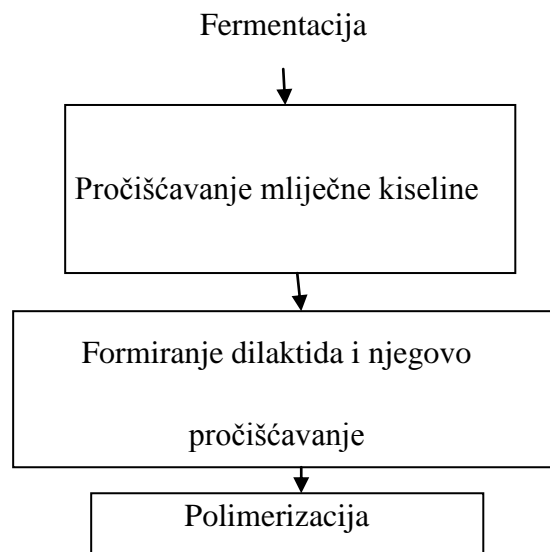 Fermentacija
Pročišćavanje mliječne kiseline
Formiranje dilaktida i njegovo
pročišćavanje
Polimerizacija